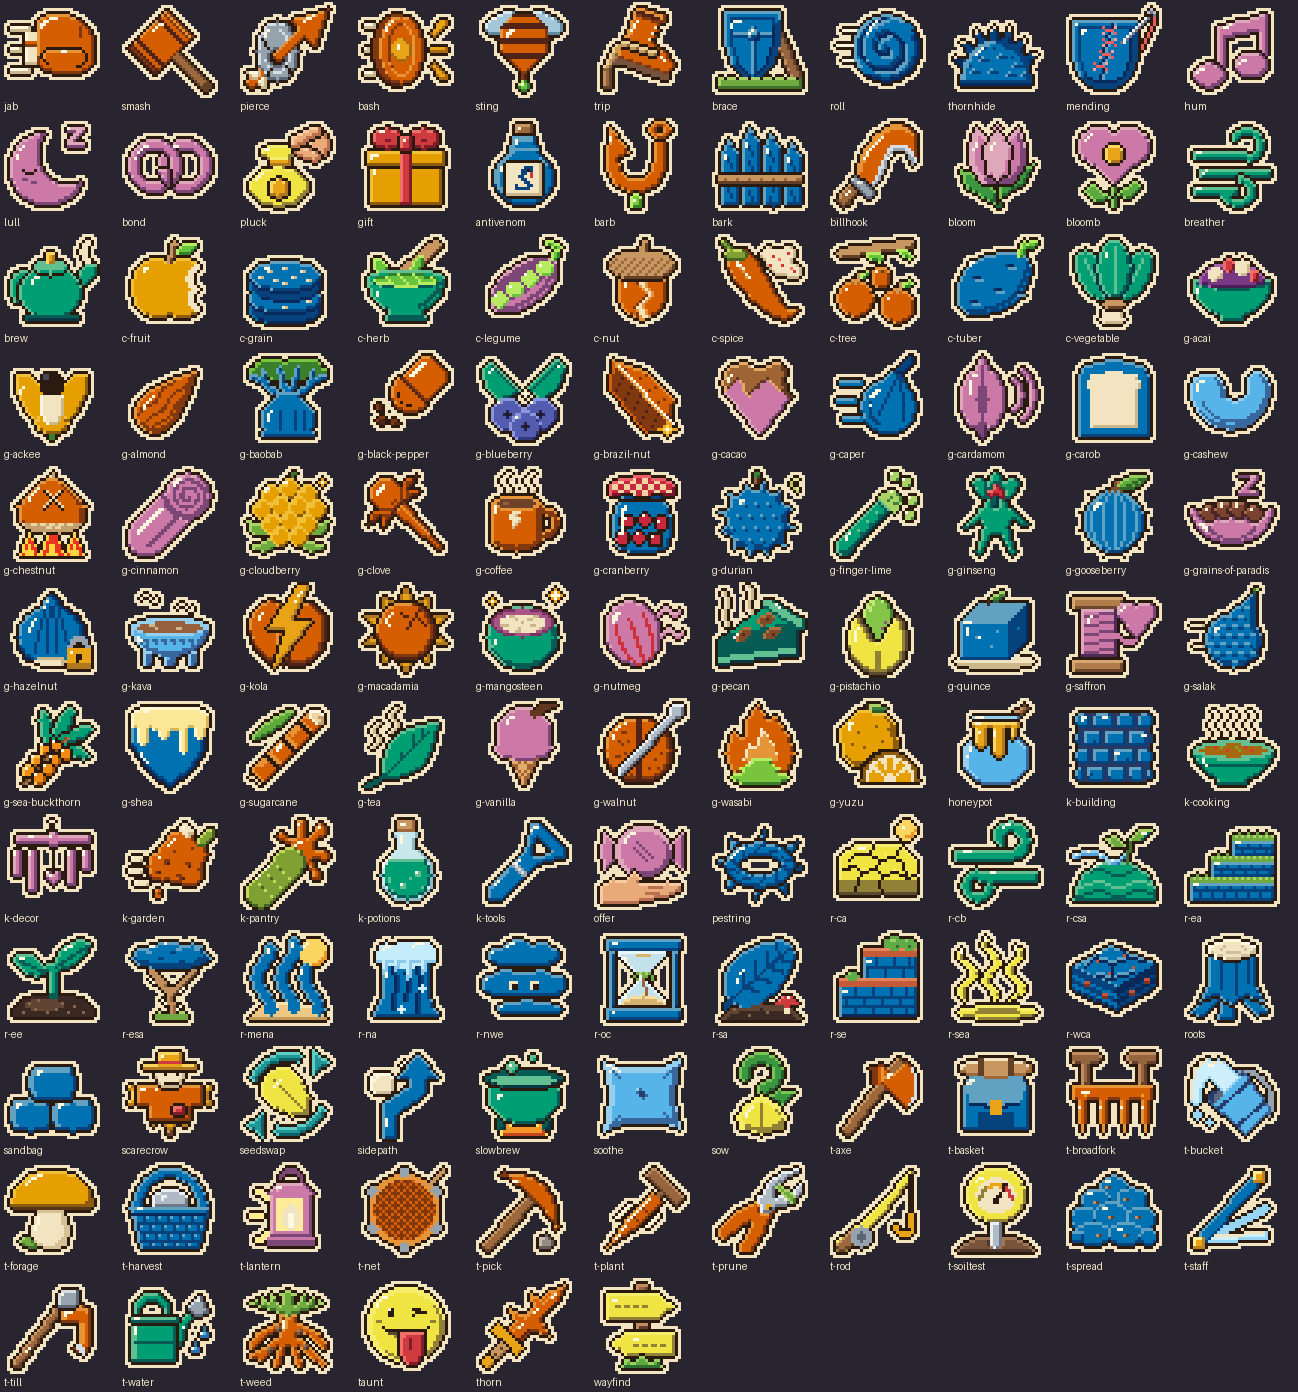 jab smash pierce bash sting trip brace roll thornhide mending hum
Z
lull bond pluck gift antivenom barb bark billhook bloom bloomb breather
S
brew c-fruit c-grain c-herb c-legume c-nut c-spice c-tree c-tuber c-vegetable g-acai
g-ackee g-almond g-baobab g-black-pepper g-blueberry g-brazil-nut g-cacao g-caper g-cardamom g-carob g-cashew
Z
g-chestnut g-cinnamon g-cloudberry g-clove g-coffee g-cranberry g-durian g-finger-lime g-ginseng g-gooseberry g-grains-of-paradis
g-hazelnut g-kava g-kola g-macadamia g-mangosteen g-nutmeg g-pecan g-pistachio g-quince g-saffron g-salak
g-sea-buckthorn g-shea g-sugarcane g-tea g-vanilla g-walnut g-wasabi g-yuzu honeypot k-building k-cooking
k-decor k-garden k-pantry k-potions k-tools offer pestring r-ca r-cb r-csa r-ea
r-ee r-esa r-mena r-na r-nwe r-oc r-sa r-se r-sea r-wca roots
sandbag scarecrow seedswap sidepath slowbrew soothe sow t-axe t-basket t-broadfork t-bucket
t-forage t-harvest t-lantern t-net t-pick t-plant t-prune t-rod t-soiltest t-spread t-staff
t-till t-water t-weed taunt thorn wayfind